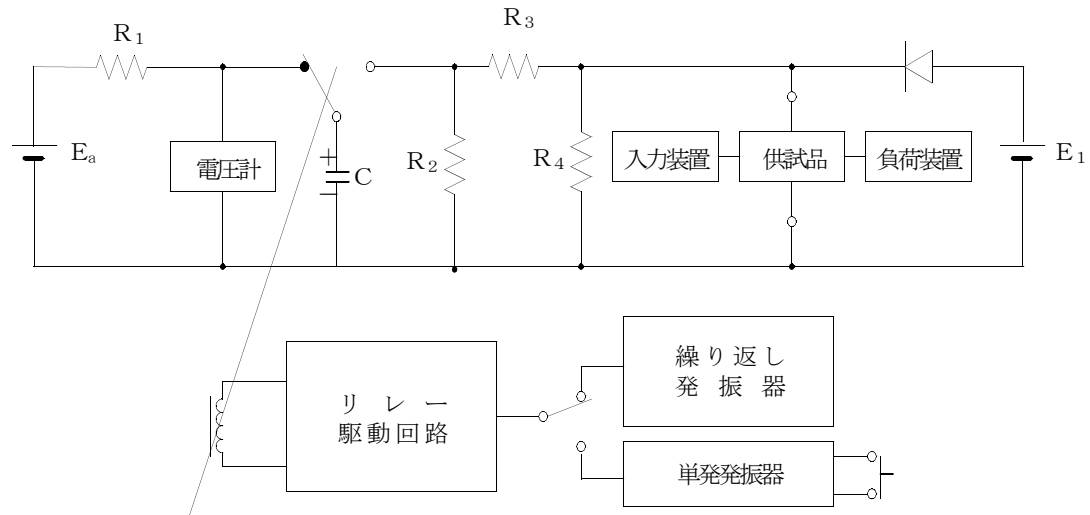 R₁
R₃
Eₐ
電圧計
C
R₂
R₄
入力装置
供試品
負荷装置
E₁
リレー
駆動回路
繰り返し
発振器
単発発振器